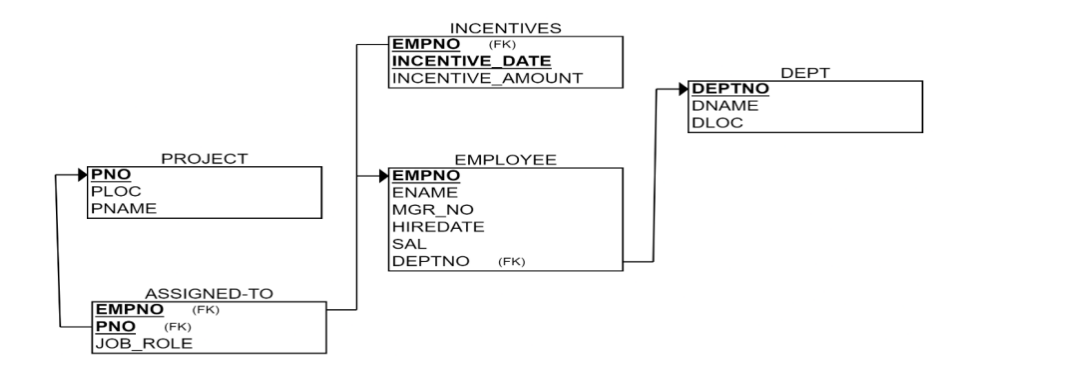 INCENTIVES
EMPNO (FK)
INCENTIVE_DATE
INCENTIVE_AMOUNT
DEPT
DEPTNO
DNAME
DLOC
PROJECT
PNO
PLOC
PNAME
EMPLOYEE
EMPNO
ENAME
MGR_NO
HIREDATE
SAL
DEPTNO (FK)
ASSIGNED-TO
EMPNO (FK)
PNO (FK)
JOB_ROLE